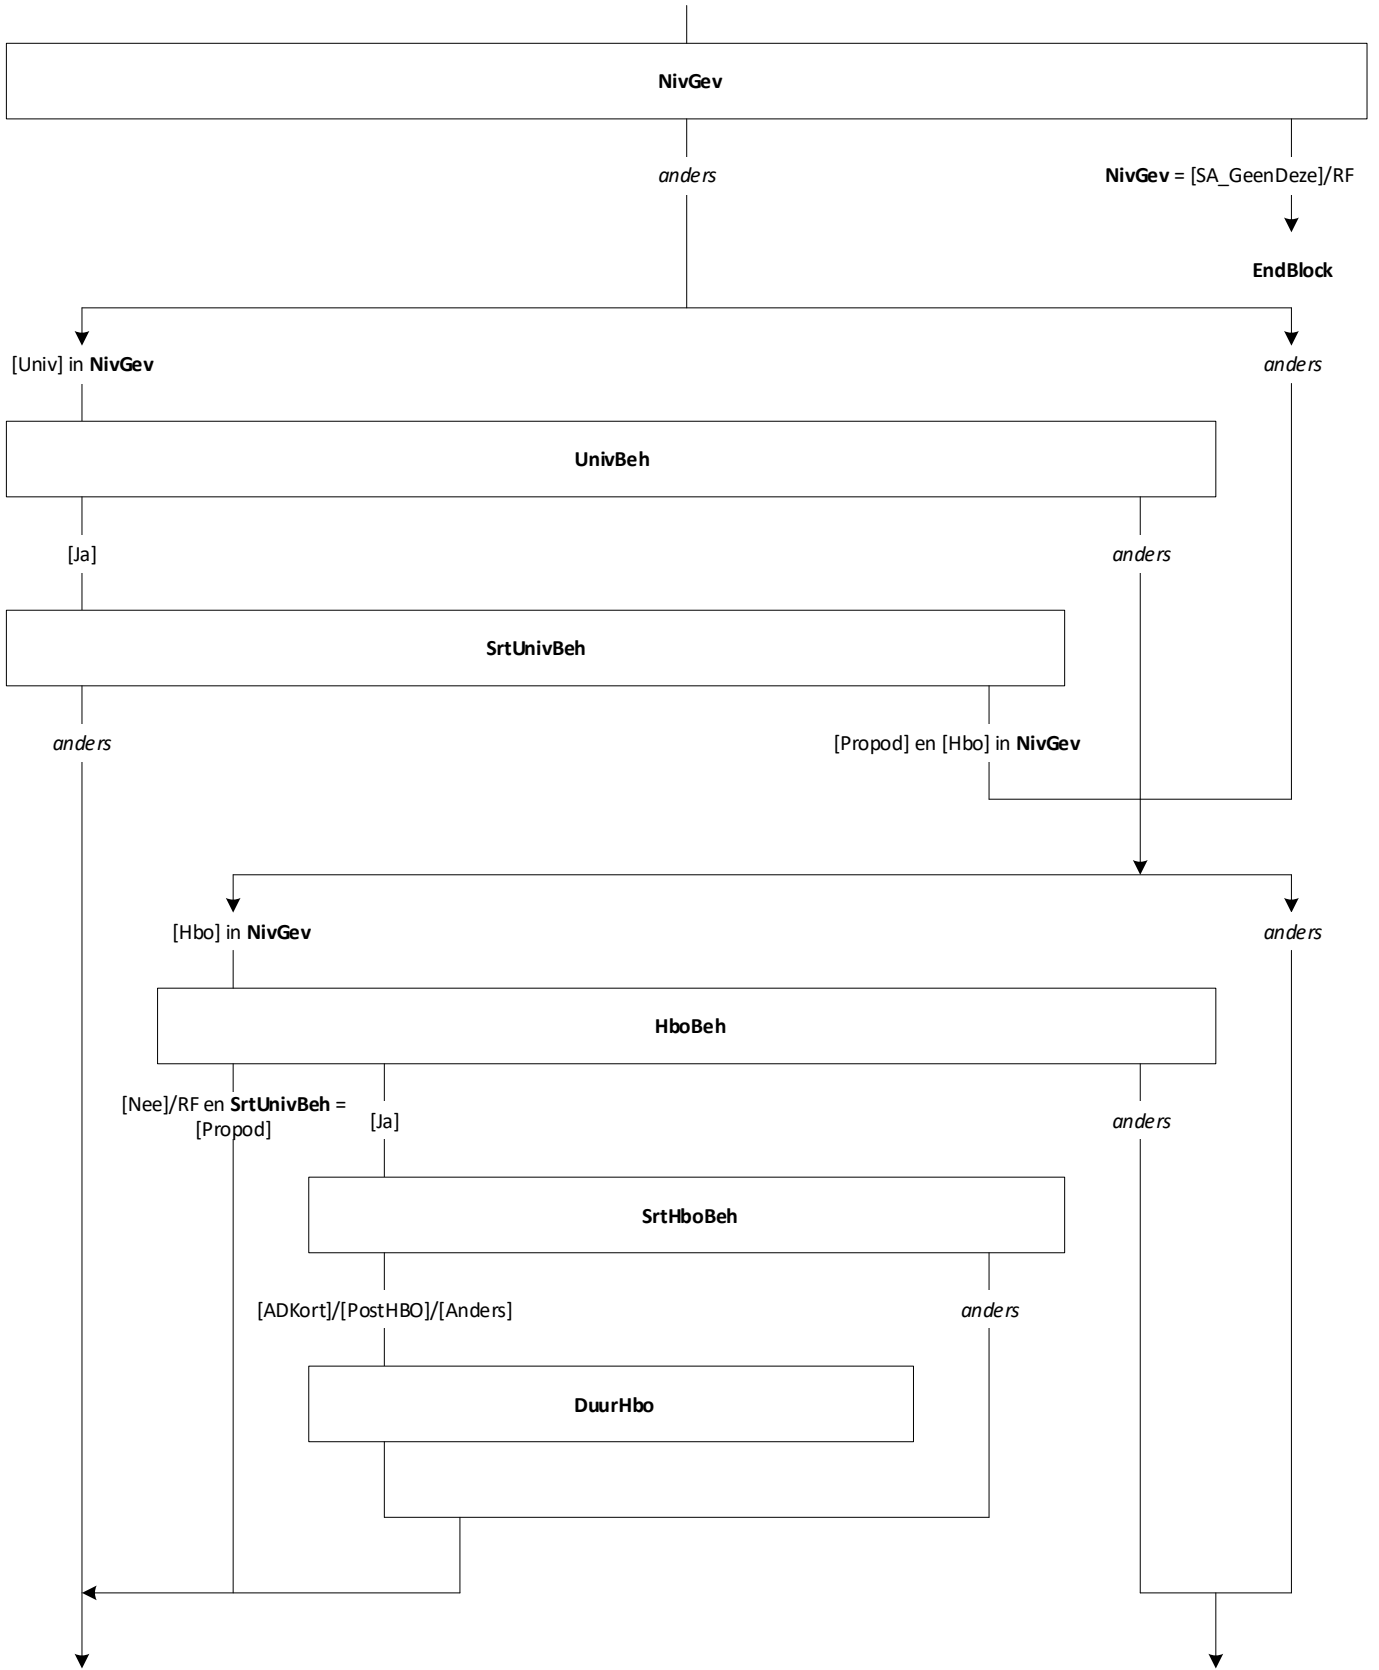 NivGev
anders
NivGev = [SA_GeenDeze]/RF
EndBlock
[Univ] in NivGev
anders
UnivBeh
[Ja]
anders
SrtUnivBeh
anders
[Propod] en [Hbo] in NivGev
[Hbo] in NivGev
anders
HboBeh
[Nee]/RF en SrtUnivBeh =
[Propod]
[Ja]
anders
SrtHboBeh
[ADKort]/[PostHBO]/[Anders]
anders
DuurHbo